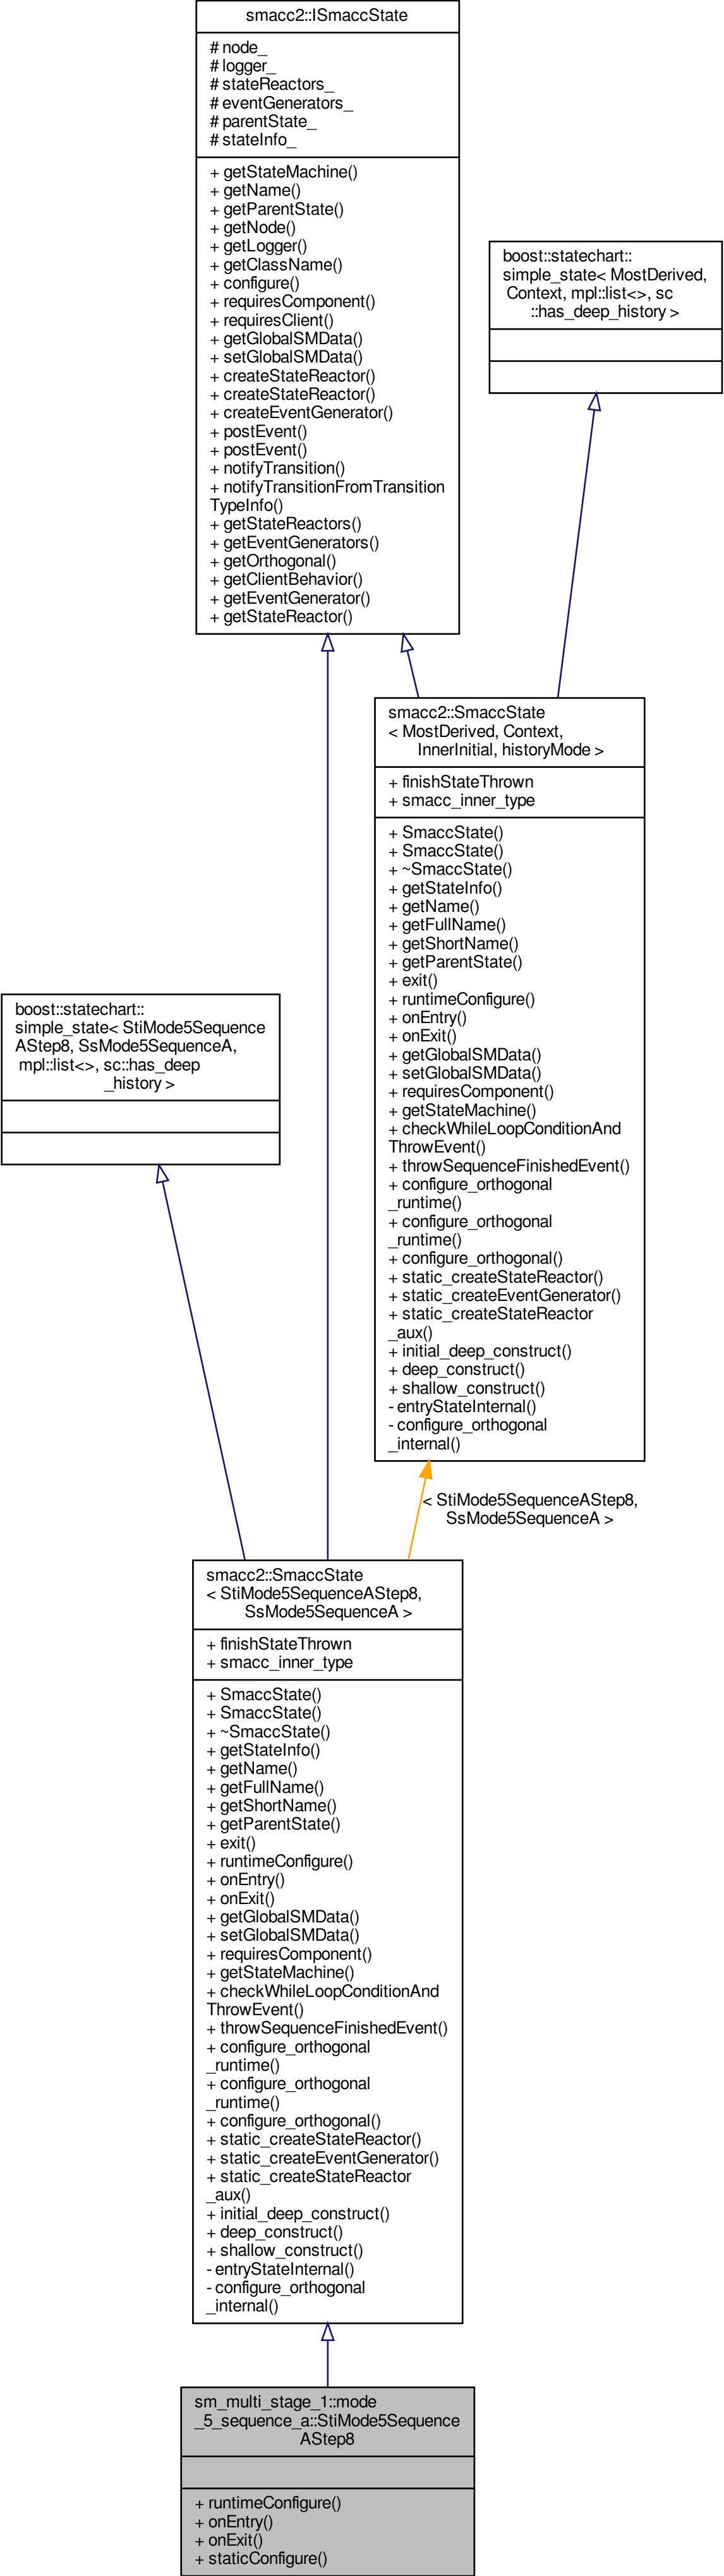 smacc2::ISmaccState
# node_
# logger_
# stateReactors_
# eventGenerators_
# parentState_
# stateInfo_
+ getStateMachine()
+ getName()
+ getParentState()
+ getNode()
+ getLogger()
+ getClassName()
+ configure()
+ requiresComponent()
+ requiresClient()
+ getGlobalSMData()
+ setGlobalSMData()
+ createStateReactor()
+ createStateReactor()
+ createEventGenerator()
+ postEvent()
+ postEvent()
+ notifyTransition()
+ notifyTransitionFromTransition
TypeInfo()
+ getStateReactors()
+ getEventGenerators()
+ getOrthogonal()
+ getClientBehavior()
+ getEventGenerator()
+ getStateReactor()
boost::statechart::
simple_state< MostDerived,
Context, mpl::list<>, sc
::has_deep_history >
smacc2::SmaccState
< MostDerived, Context,
InnerInitial, historyMode >
+ finishStateThrown
+ smacc_inner_type
+ SmaccState()
+ SmaccState()
+ ~SmaccState()
+ getStateInfo()
+ getName()
+ getFullName()
+ getShortName()
+ getParentState()
+ exit()
+ runtimeConfigure()
+ onEntry()
+ onExit()
+ getGlobalSMData()
+ setGlobalSMData()
+ requiresComponent()
+ getStateMachine()
+ checkWhileLoopConditionAnd
ThrowEvent()
+ throwSequenceFinishedEvent()
+ configure_orthogonal
_runtime()
+ configure_orthogonal
_runtime()
+ configure_orthogonal()
+ static_createStateReactor()
+ static_createEventGenerator()
+ static_createStateReactor
_aux()
+ initial_deep_construct()
+ deep_construct()
+ shallow_construct()
- entryStateInternal()
- configure_orthogonal
_internal()
boost::statechart::
simple_state< StiMode5Sequence
AStep8, SsMode5SequenceA,
mpl::list<>, sc::has_deep
_history >
< StiMode5SequenceAStep8,
SsMode5SequenceA >
smacc2::SmaccState
< StiMode5SequenceAStep8,
SsMode5SequenceA >
+ finishStateThrown
+ smacc_inner_type
+ SmaccState()
+ SmaccState()
+ ~SmaccState()
+ getStateInfo()
+ getName()
+ getFullName()
+ getShortName()
+ getParentState()
+ exit()
+ runtimeConfigure()
+ onEntry()
+ onExit()
+ getGlobalSMData()
+ setGlobalSMData()
+ requiresComponent()
+ getStateMachine()
+ checkWhileLoopConditionAnd
ThrowEvent()
+ throwSequenceFinishedEvent()
+ configure_orthogonal
_runtime()
+ configure_orthogonal
_runtime()
+ configure_orthogonal()
+ static_createStateReactor()
+ static_createEventGenerator()
+ static_createStateReactor
_aux()
+ initial_deep_construct()
+ deep_construct()
+ shallow_construct()
- entryStateInternal()
- configure_orthogonal
_internal()
sm_multi_stage_1::mode
_5_sequence_a::StiMode5Sequence
AStep8
+ runtimeConfigure()
+ onEntry()
+ onExit()
+ staticConfigure()